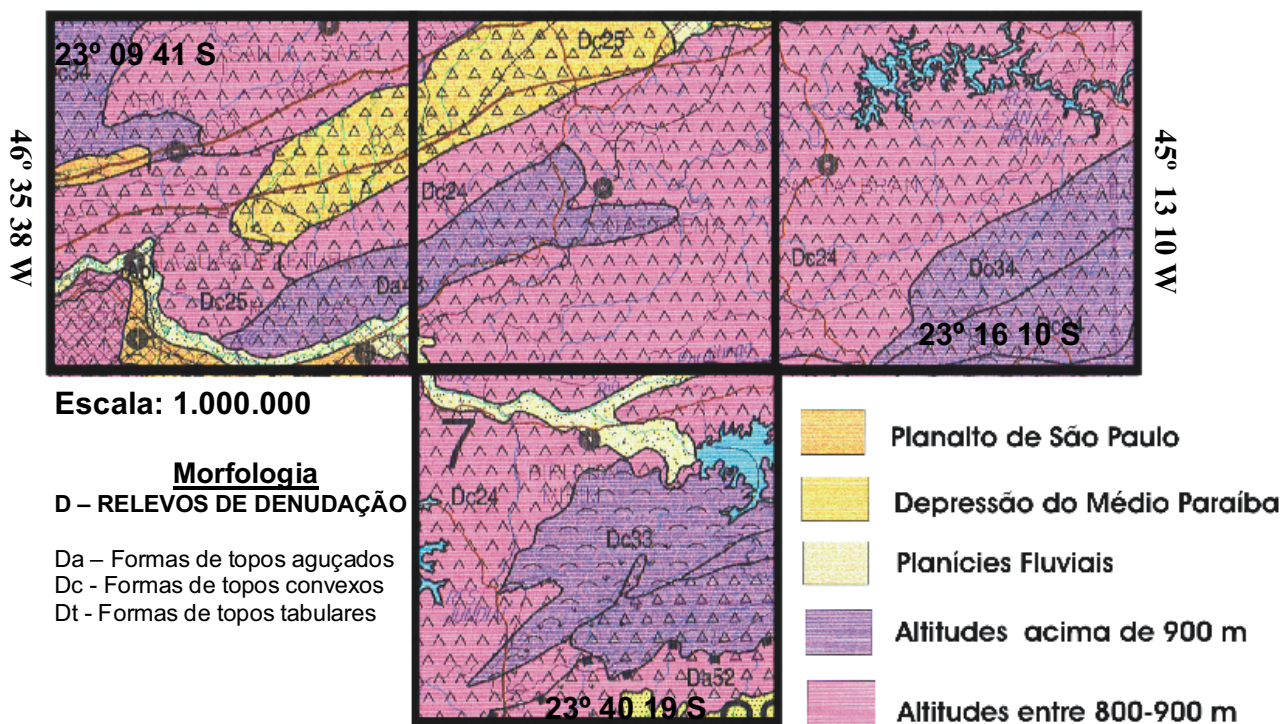 23º 09 41 S
Dc25
46º 35 38 W
45º 13 10 W
Dc24
Dc24
Dc25
Da48
23º 16 10 S
Escala: 1.000.000
Morfologia
D – RELEVOS DE DENUDAÇÃO
Da – Formas de topos aguçados
Dc - Formas de topos convexos
Dt - Formas de topos tabulares
7
Dc24
Dc33
Da52
23º 40 19 S
Planalto de São Paulo
Depressão do Médio Paraíba
Planícies Fluviais
Altitudes acima de 900 m
Altitudes entre 800-900 m